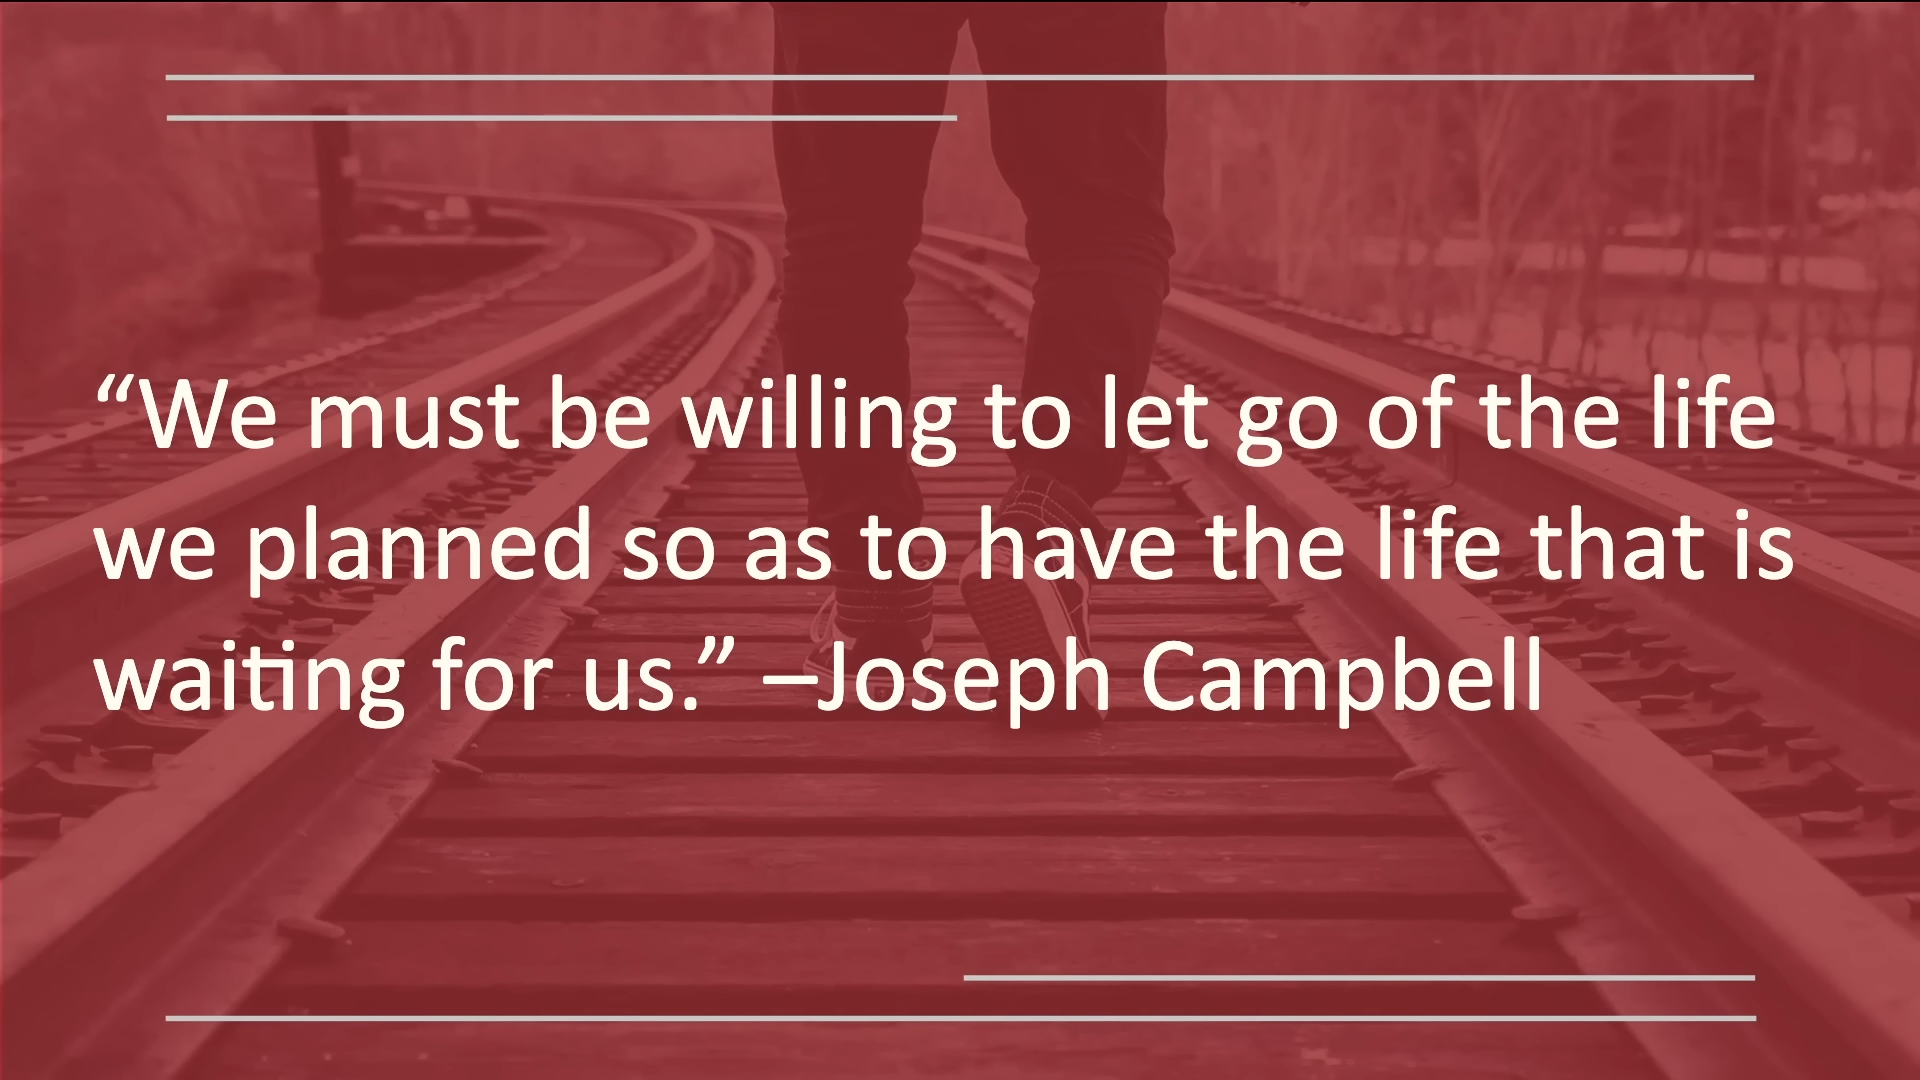 “We must be willing to let go of the life
we planned so as to have the life that is
waiting for us.” –Joseph Campbell